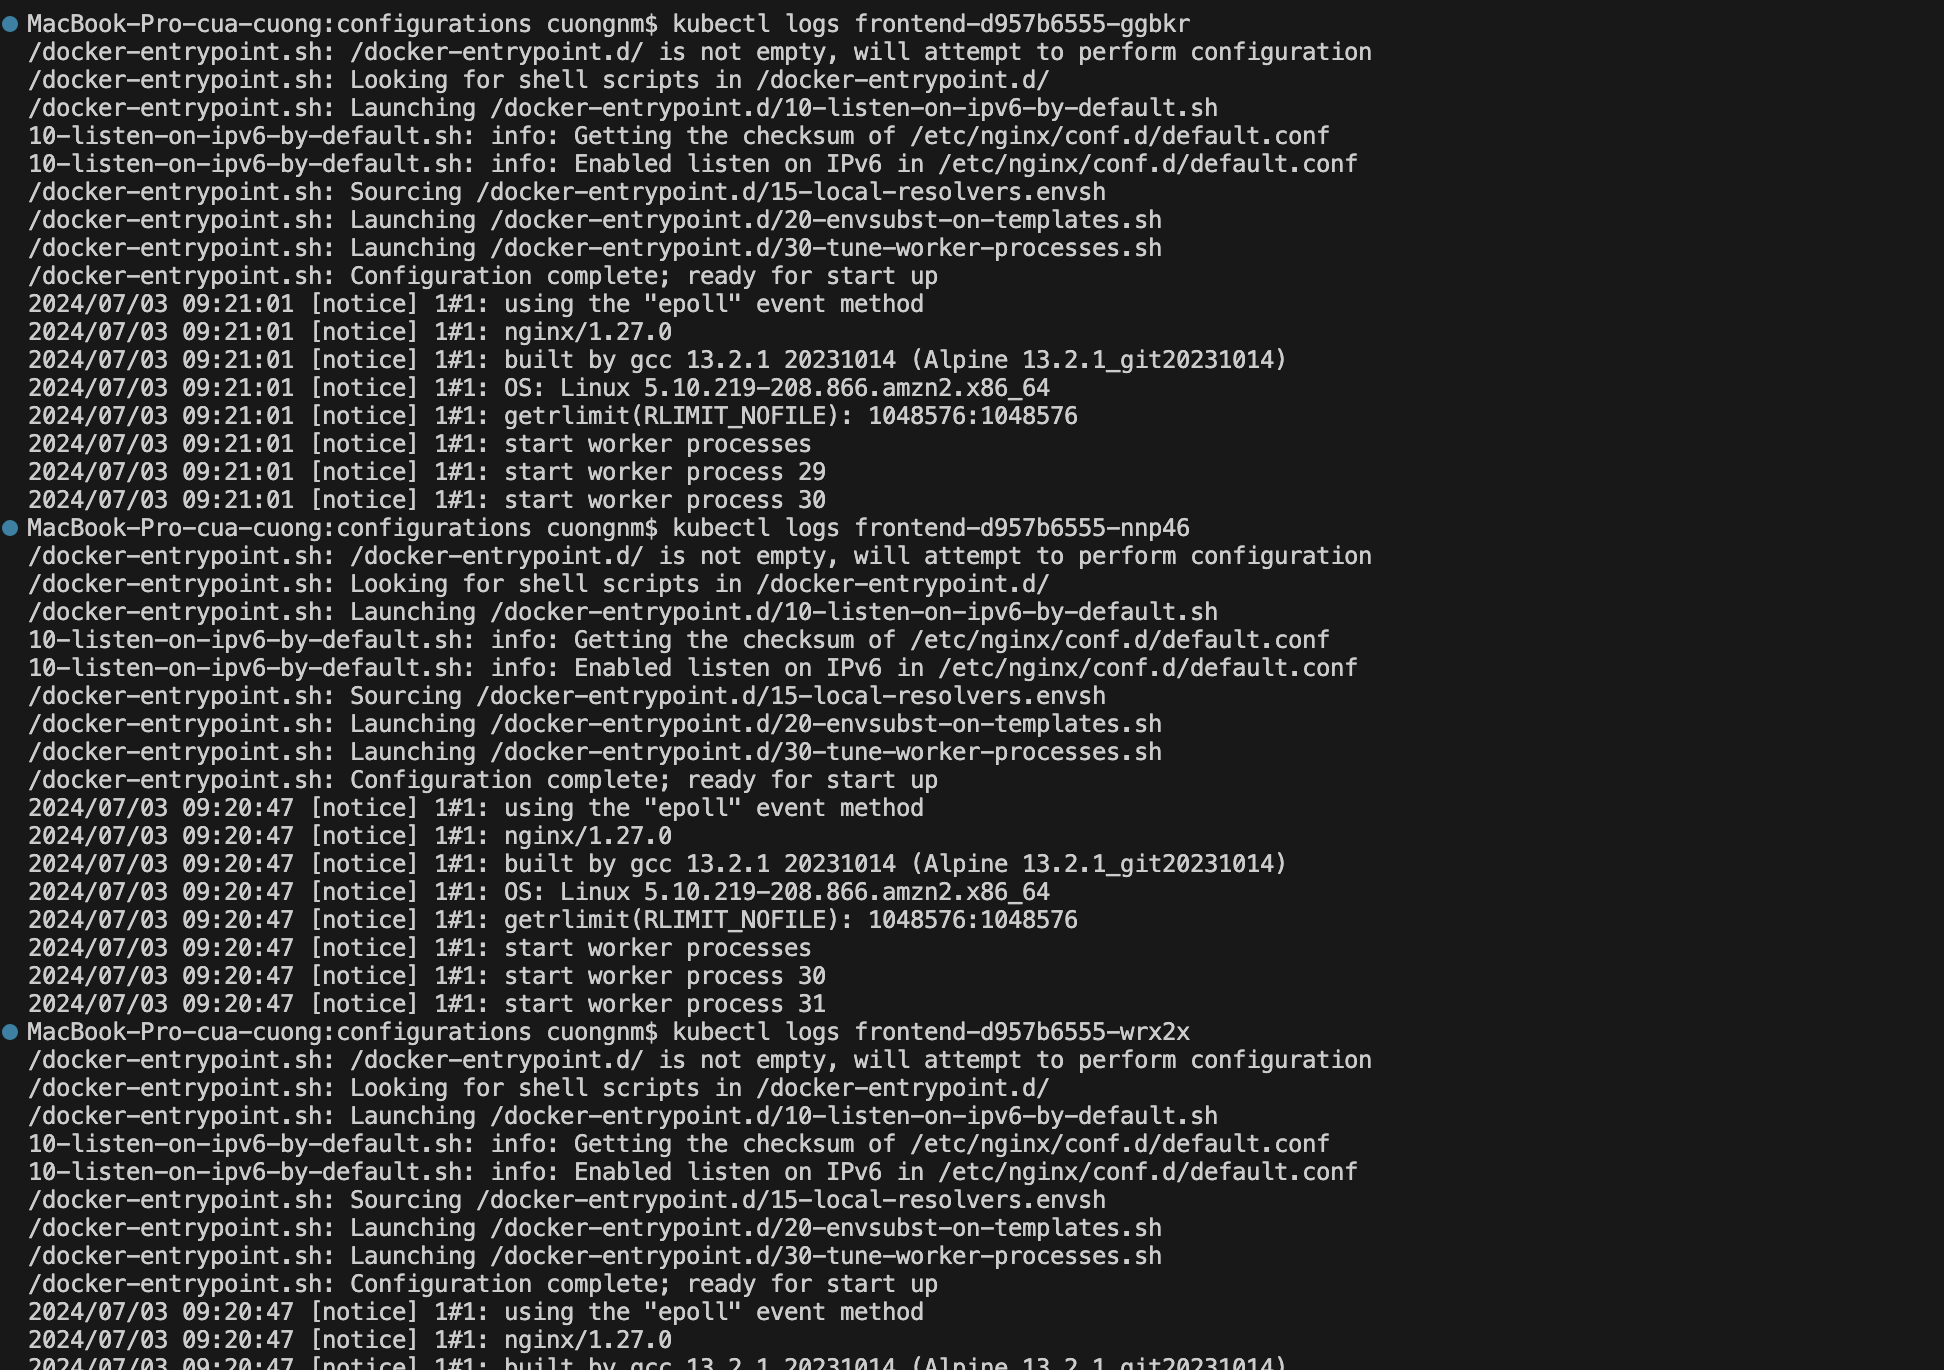 MacBook-Pro-cua-cuong:configurations cuongnm$ kubectl logs frontend-d957b6555-ggbkr
/docker-entrypoint.sh: /docker-entrypoint.d/ is not empty, will attempt to perform configuration
/docker-entrypoint.sh: Looking for shell scripts in /docker-entrypoint.d/
/docker-entrypoint.sh: Launching /docker-entrypoint.d/10-listen-on-ipv6-by-default.sh
10-listen-on-ipv6-by-default.sh: info: Getting the checksum of /etc/nginx/conf.d/default.conf
10-listen-on-ipv6-by-default.sh: info: Enabled listen on IPv6 in /etc/nginx/conf.d/default.conf
/docker-entrypoint.sh: Sourcing /docker-entrypoint.d/15-local-resolvers.envsh
/docker-entrypoint.sh: Launching /docker-entrypoint.d/20-envsubst-on-templates.sh
/docker-entrypoint.sh: Launching /docker-entrypoint.d/30-tune-worker-processes.sh
/docker-entrypoint.sh: Configuration complete; ready for start up
2024/07/03 09:21:01 [notice] 1#1: using the "epoll" event method
2024/07/03 09:21:01 [notice] 1#1: nginx/1.27.0
2024/07/03 09:21:01 [notice] 1#1: built by gcc 13.2.1 20231014 (Alpine 13.2.1_git20231014)
2024/07/03 09:21:01 [notice] 1#1: OS: Linux 5.10.219-208.866.amzn2.x86_64
2024/07/03 09:21:01 [notice] 1#1: getrlimit(RLIMIT_NOFILE): 1048576:1048576
2024/07/03 09:21:01 [notice] 1#1: start worker processes
2024/07/03 09:21:01 [notice] 1#1: start worker process 29
2024/07/03 09:21:01 [notice] 1#1: start worker process 30
MacBook-Pro-cua-cuong:configurations cuongnm$ kubectl logs frontend-d957b6555-nnp46
/docker-entrypoint.sh: /docker-entrypoint.d/ is not empty, will attempt to perform configuration
/docker-entrypoint.sh: Looking for shell scripts in /docker-entrypoint.d/
/docker-entrypoint.sh: Launching /docker-entrypoint.d/10-listen-on-ipv6-by-default.sh
10-listen-on-ipv6-by-default.sh: info: Getting the checksum of /etc/nginx/conf.d/default.conf
10-listen-on-ipv6-by-default.sh: info: Enabled listen on IPv6 in /etc/nginx/conf.d/default.conf
/docker-entrypoint.sh: Sourcing /docker-entrypoint.d/15-local-resolvers.envsh
/docker-entrypoint.sh: Launching /docker-entrypoint.d/20-envsubst-on-templates.sh
/docker-entrypoint.sh: Launching /docker-entrypoint.d/30-tune-worker-processes.sh
/docker-entrypoint.sh: Configuration complete; ready for start up
2024/07/03 09:20:47 [notice] 1#1: using the "epoll" event method
2024/07/03 09:20:47 [notice] 1#1: nginx/1.27.0
2024/07/03 09:20:47 [notice] 1#1: built by gcc 13.2.1 20231014 (Alpine 13.2.1_git20231014)
2024/07/03 09:20:47 [notice] 1#1: OS: Linux 5.10.219-208.866.amzn2.x86_64
2024/07/03 09:20:47 [notice] 1#1: getrlimit(RLIMIT_NOFILE): 1048576:1048576
2024/07/03 09:20:47 [notice] 1#1: start worker processes
2024/07/03 09:20:47 [notice] 1#1: start worker process 30
2024/07/03 09:20:47 [notice] 1#1: start worker process 31
MacBook-Pro-cua-cuong:configurations cuongnm$ kubectl logs frontend-d957b6555-wrx2x
/docker-entrypoint.sh: /docker-entrypoint.d/ is not empty, will attempt to perform configuration
/docker-entrypoint.sh: Looking for shell scripts in /docker-entrypoint.d/
/docker-entrypoint.sh: Launching /docker-entrypoint.d/10-listen-on-ipv6-by-default.sh
10-listen-on-ipv6-by-default.sh: info: Getting the checksum of /etc/nginx/conf.d/default.conf
10-listen-on-ipv6-by-default.sh: info: Enabled listen on IPv6 in /etc/nginx/conf.d/default.conf
/docker-entrypoint.sh: Sourcing /docker-entrypoint.d/15-local-resolvers.envsh
/docker-entrypoint.sh: Launching /docker-entrypoint.d/20-envsubst-on-templates.sh
/docker-entrypoint.sh: Launching /docker-entrypoint.d/30-tune-worker-processes.sh
/docker-entrypoint.sh: Configuration complete; ready for start up
2024/07/03 09:20:47 [notice] 1#1: using the "epoll" event method
2024/07/03 09:20:47 [notice] 1#1: nginx/1.27.0
2024/07/03 09:20:47 [notice] 1#1: built by gcc 13.2.1 20231014 (Alpine 13.2.1_git20231014)